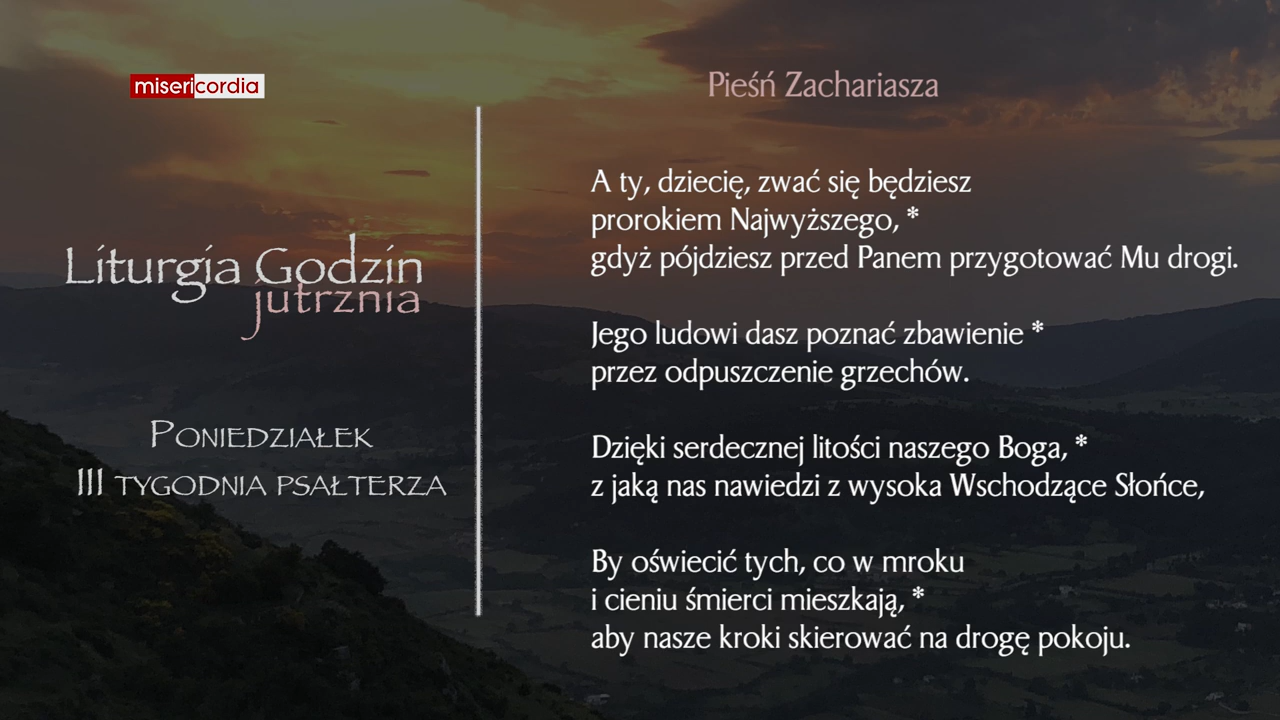 misericordia
Liturgia Godzin
jutrznia
Poniedziałek
III tygodnia psałterza
Pieśń Zachariasza
A ty, dziecię, zwać się będziesz
prorokiem Najwyższego, *
gdyż pójdziesz przed Panem przygotować Mu drogi.
Jego ludowi dasz poznać zbawienie *
przez odpuszczenie grzechów.
Dzięki serdecznej litości naszego Boga, *
z jaką nas nawiedzi z wysoka Wschodzące Słońce,
By oświecić tych, co w mroku
i cieniu śmierci mieszkają, *
aby nasze kroki skierować na drogę pokoju.